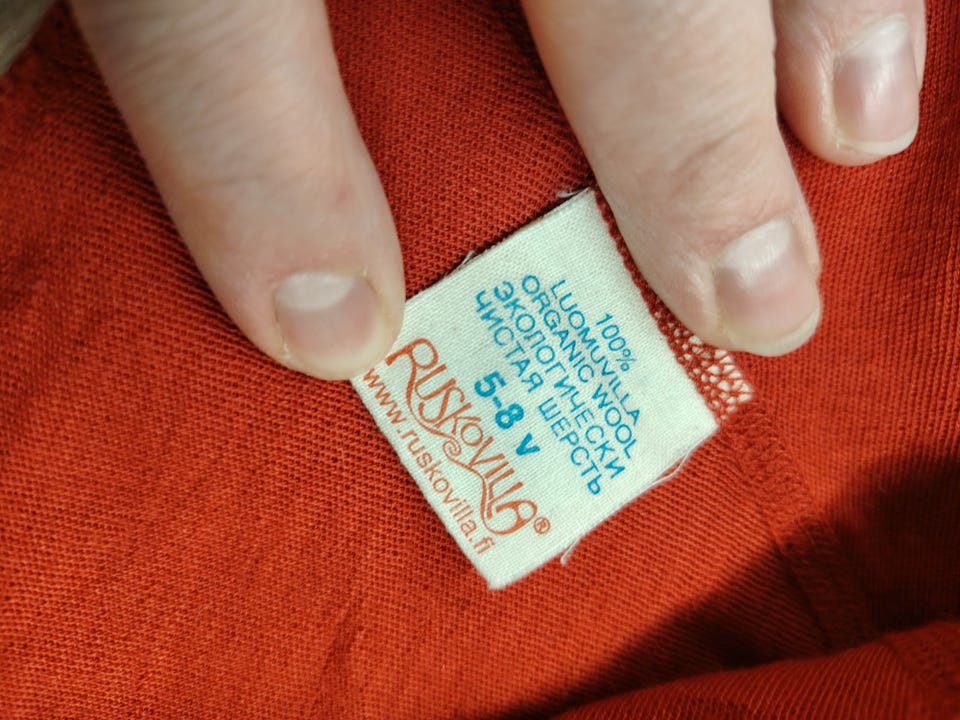 100%
LUOMUVILLA
ORGANIC WOOL
ЭКОЛОГИЧЕСКИ
ЧИСТАЯ ШЕРСТЬ
5-8 v
RUSKOVILLA®
www.ruskovilla.fi